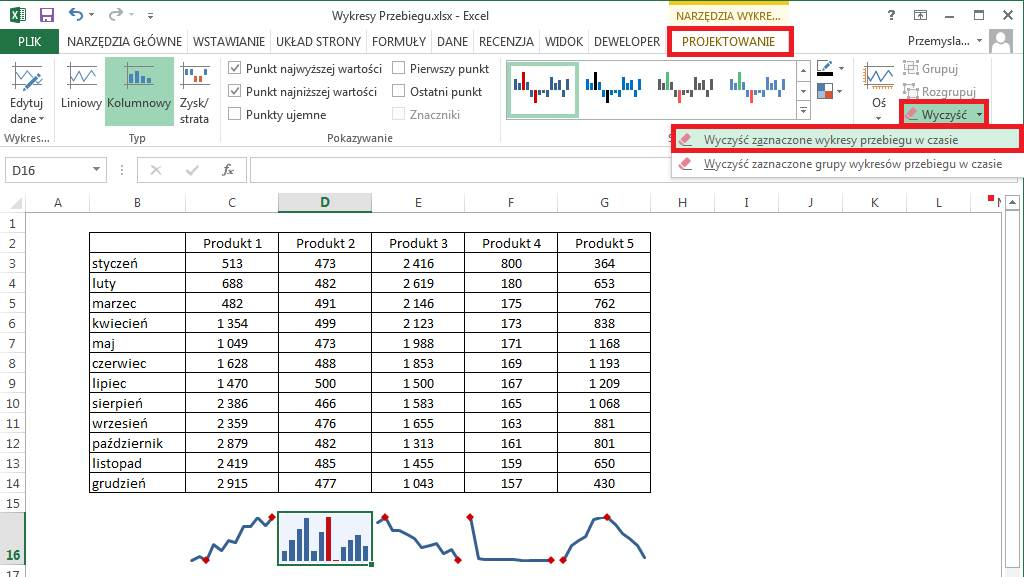 Wykresy Przebiegu.xlsx - Excel
NARZĘDZIA WYKRE...
?
PLIK NARZĘDZIA GŁÓWNE WSTAWIANIE UKŁAD STRONY FORMUŁY DANE RECENZJA WIDOK DEWELOPER PROJEKTOWANIE Przemysla...
Edytuj dane
Liniowy Kolumnowy Zysk/ strata
Punkt najwyższej wartości Pierwszy punkt
Punkt najniższej wartości Ostatni punkt
Punkty ujemne Znaczniki
Oś
Grupuj
Rozgrupuj
Wyczyść
Wykres... Typ Pokazywanie S
Wyczyść zaznaczone wykresy przebiegu w czasie
Wyczyść zaznaczone grupy wykresów przebiegu w czasie
D16 fx
A B C D E F G H I J K L
1
2 Produkt 1 Produkt 2 Produkt 3 Produkt 4 Produkt 5
3 styczeń 513 473 2 416 800 364
4 luty 688 482 2 619 180 653
5 marzec 482 491 2 146 175 762
6 kwiecień 1 354 499 2 123 173 838
7 maj 1 049 473 1 988 171 1 168
8 czerwiec 1 628 488 1 853 169 1 193
9 lipiec 1 470 500 1 500 167 1 209
10 sierpień 2 386 466 1 583 165 1 068
11 wrzesień 2 359 476 1 655 163 881
12 październik 2 879 482 1 313 161 801
13 listopad 2 419 485 1 455 159 650
14 grudzień 2 915 477 1 043 157 430
15
16
17